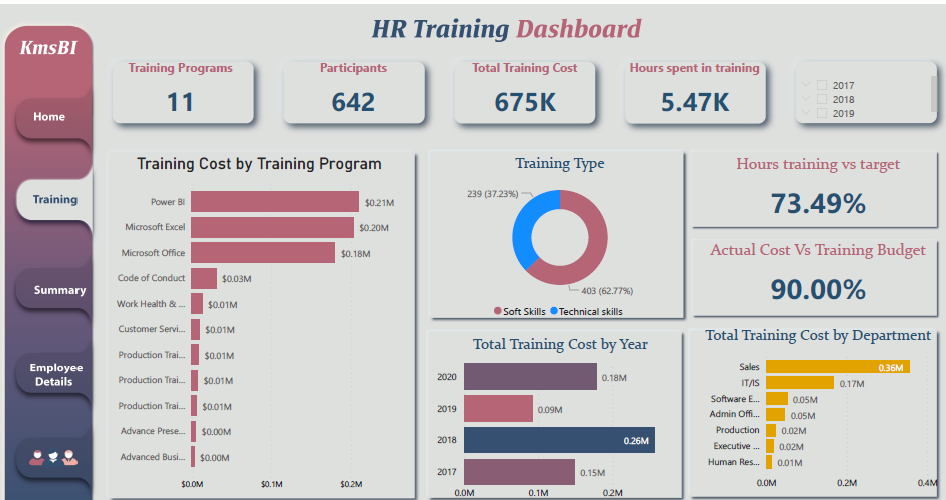 HR Training Dashboard
KmsBI
Home
Training
Summary
Employee
Details
Training Programs
11
Participants
642
Total Training Cost
675K
Hours spent in training
5.47K
2017
2018
2019
Training Cost by Training Program
Power BI
$0.21M
Microsoft Excel
$0.20M
Microsoft Office
$0.18M
Code of Conduct
$0.03M
Work Health & ...
$0.01M
Customer Servi...
$0.01M
Production Trai...
$0.01M
Production Trai...
$0.01M
Production Trai...
$0.01M
Advance Prese...
$0.00M
Advanced Busi...
$0.00M
$0.0M $0.1M $0.2M
Training Type
239 (37.23%)
403 (62.77%)
Soft Skills Technical skills
Hours training vs target
73.49%
Actual Cost Vs Training Budget
90.00%
Total Training Cost by Year
2020
0.18M
2019
0.09M
2018
0.26M
2017
0.15M
0.0M 0.1M 0.2M
Total Training Cost by Department
Sales
0.36M
IT/IS
0.17M
Software E...
0.05M
Admin Offi...
0.05M
Production
0.02M
Executive ...
0.02M
Human Res...
0.01M
0.0M 0.2M 0.4M